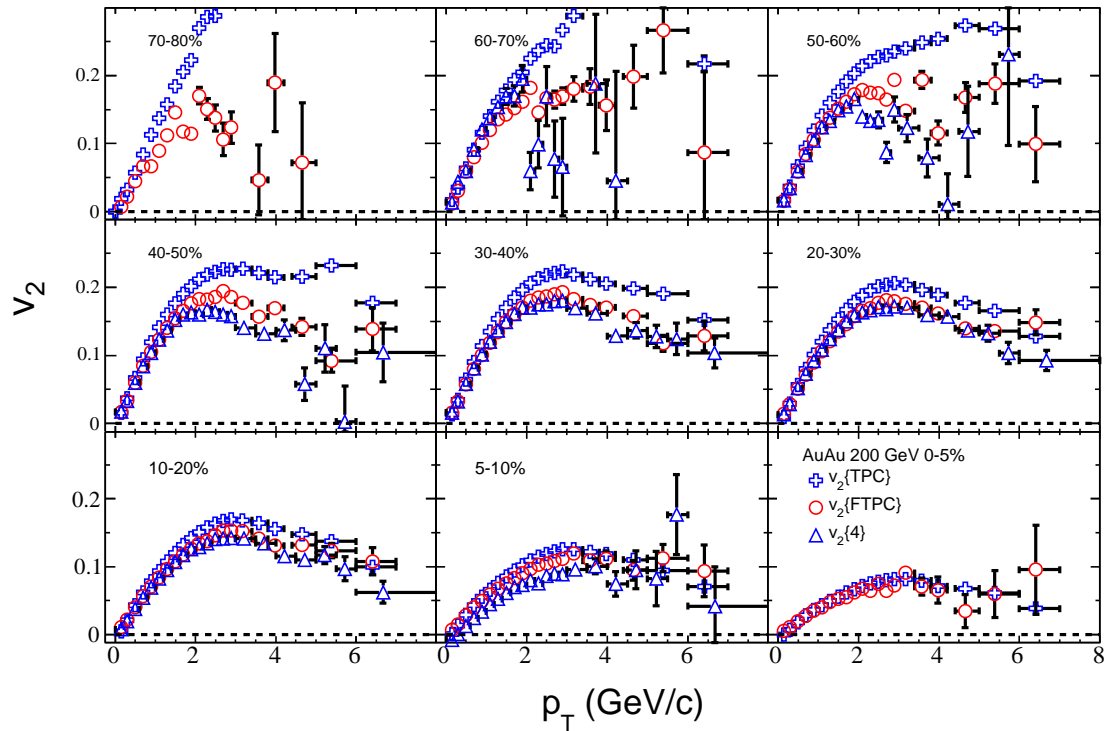 70-80%
60-70%
50-60%
0.2
0.1
0
40-50%
30-40%
20-30%
0.2
0.1
0
v2
10-20%
5-10%
AuAu 200 GeV 0-5%
v2{TPC}
v2{FTPC}
v2{4}
0.2
0.1
0
0 2 4 6 0 2 4 6 0 2 4 6 8
pT (GeV/c)